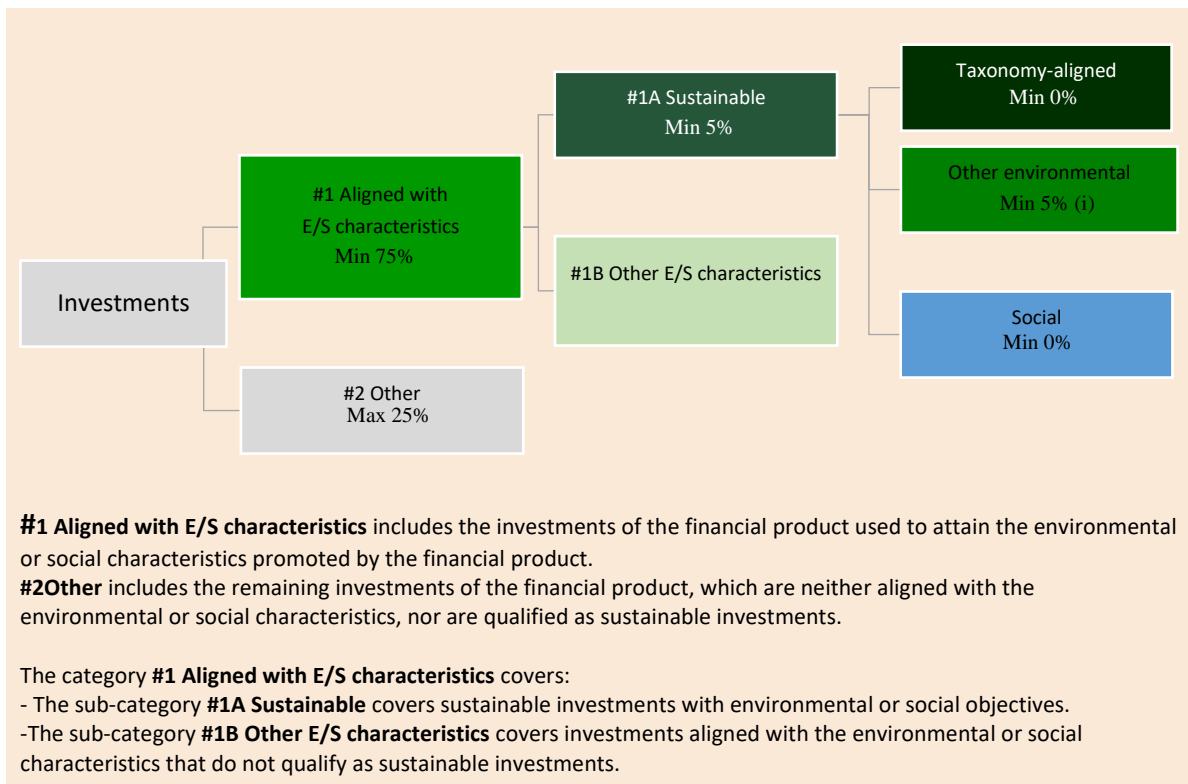 Investments
#1 Aligned with
E/S characteristics
Min 75%
#2 Other
Max 25%
#1A Sustainable
Min 5%
#1B Other E/S characteristics
Taxonomy-aligned
Min 0%
Other environmental
Min 5% (i)
Social
Min 0%
#1 Aligned with E/S characteristics includes the investments of the financial product used to attain the environmental
or social characteristics promoted by the financial product.
#2Other includes the remaining investments of the financial product, which are neither aligned with the
environmental or social characteristics, nor are qualified as sustainable investments.
The category #1 Aligned with E/S characteristics covers:
- The sub-category #1A Sustainable covers sustainable investments with environmental or social objectives.
-The sub-category #1B Other E/S characteristics covers investments aligned with the environmental or social
characteristics that do not qualify as sustainable investments.